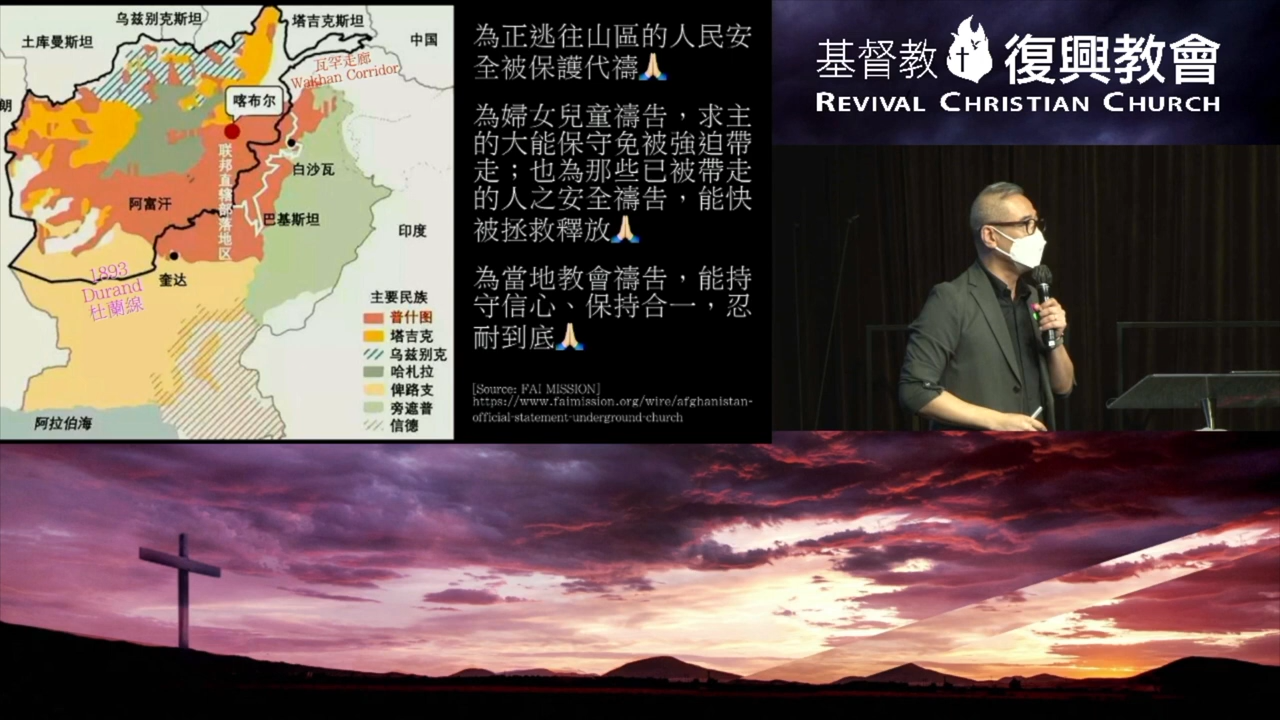 乌兹别克斯坦
塔吉克斯坦
土库曼斯坦
中国
瓦罕走廊
Wakhan Corridor
朗
喀布尔
联邦直辖部落地区
白沙瓦
阿富汗
巴基斯坦
印度
奎达
1893
Durand
杜蘭線
主要民族
普什图
塔吉克
乌兹别克
哈札拉
俾路支
旁遮普
信德
阿拉伯海
為正逃往山區的人民安
全被保護代禱🙏🏻
為婦女兒童禱告，求主
的大能保守免被強迫帶
走；也為那些已被帶走
的人之安全禱告，能快
被拯救釋放🙏🏻
為當地教會禱告，能持
守信心、保持合一，忍
耐到底🙏🏻
[Source: FAI MISSION]
https://www.faimission.org/wire/afghanistan-
official-statement-underground-church
基督教 復興教會
REVIVAL CHRISTIAN CHURCH